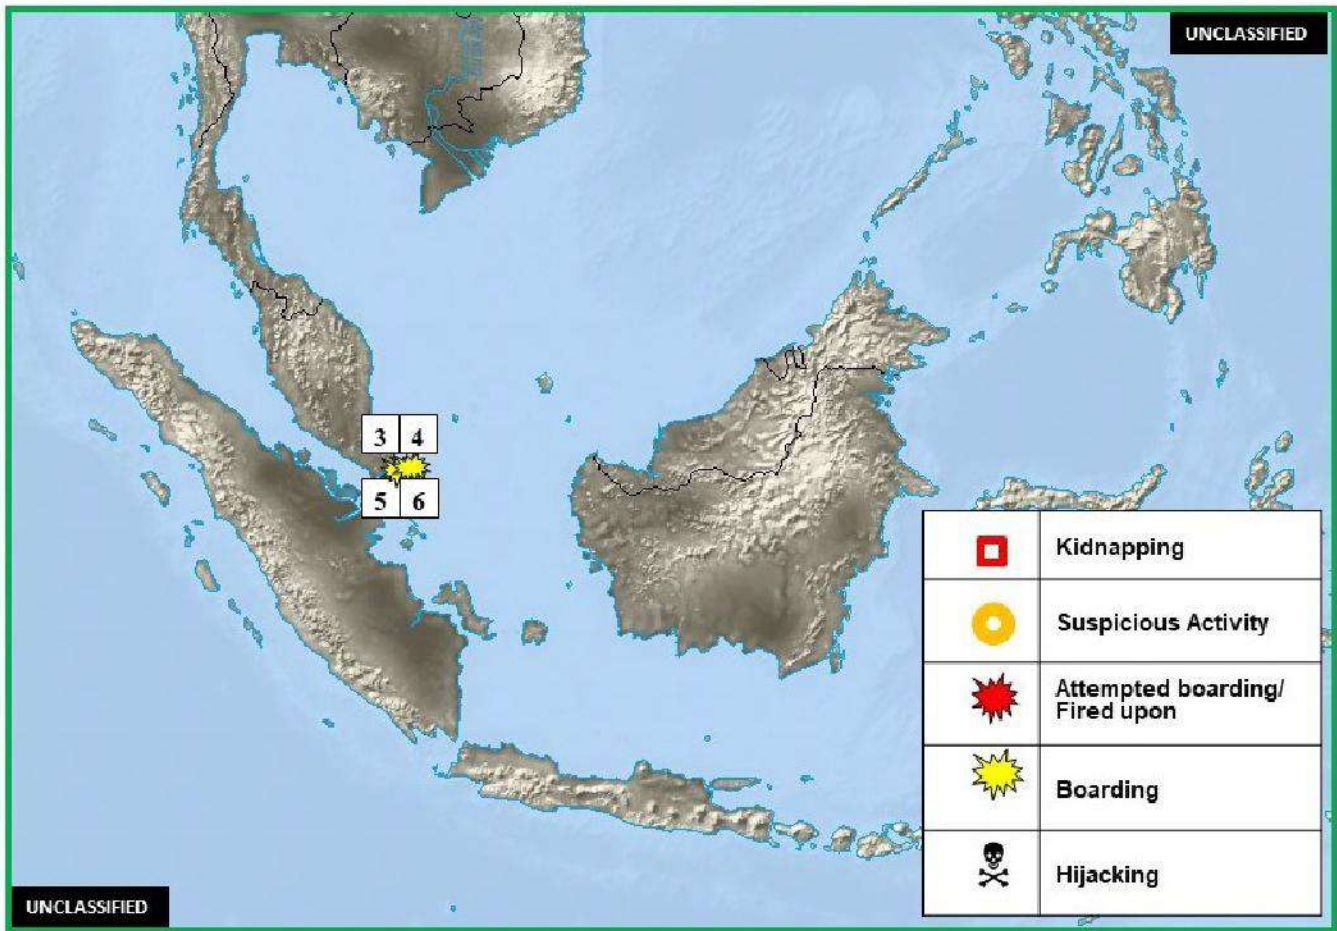 UNCLASSIFIED
3 4
5 6
Kidnapping
Suspicious Activity
Attempted boarding/
Fired upon
Boarding
Hijacking
UNCLASSIFIED